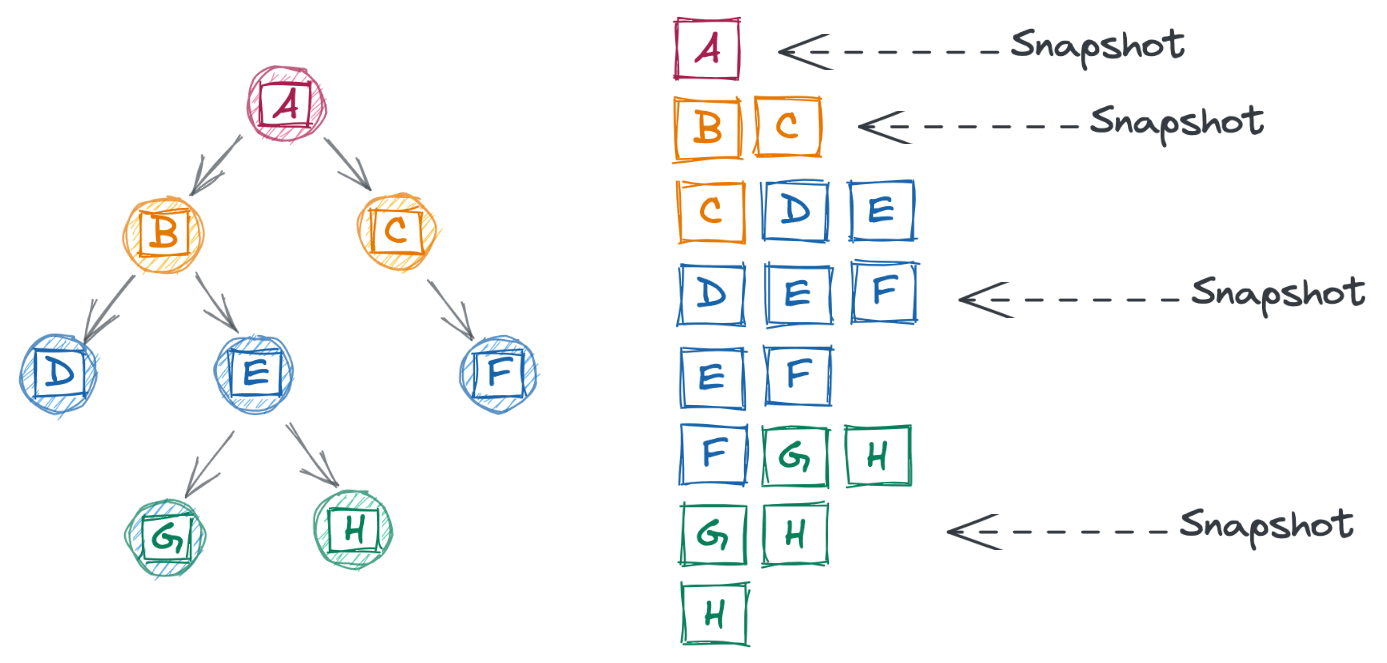 A
B C
D E F
G H
A Snapshot
B C Snapshot
C D E
D E F Snapshot
E F
F G H
G H Snapshot
H